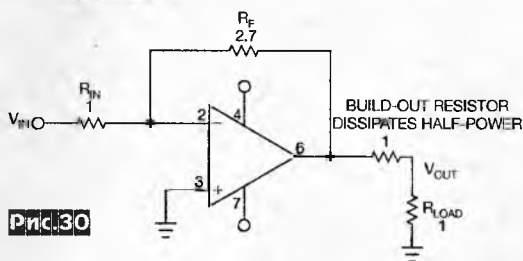 R_F
2.7
R_IN
1
V_IN
2
−
4
BUILD-OUT RESISTOR
DISSIPATES HALF-POWER
6
1
3
+
7
V_OUT
R_LOAD
1
Рис.30